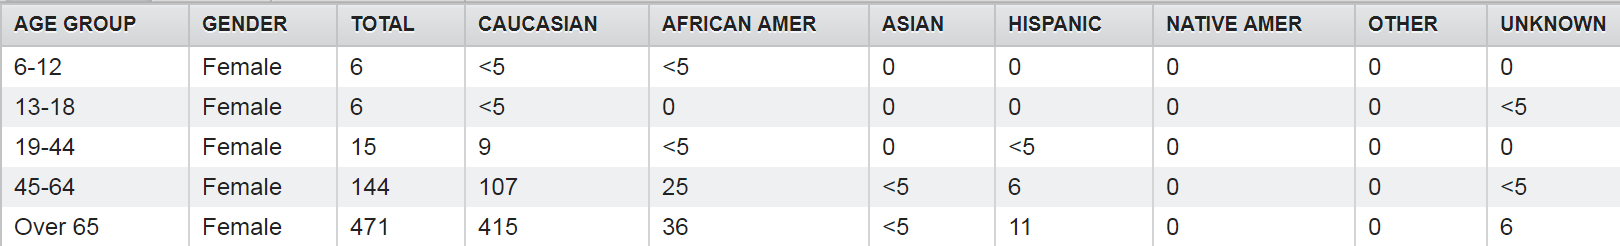 AGE GROUP GENDER TOTAL CAUCASIAN AFRICAN AMER ASIAN HISPANIC NATIVE AMER OTHER UNKNOWN
6-12 Female 6 <5 <5 0 0 0 0 0
13-18 Female 6 <5 0 0 0 0 0 <5
19-44 Female 15 9 <5 0 <5 0 0 0
45-64 Female 144 107 25 <5 6 0 0 <5
Over 65 Female 471 415 36 <5 11 0 0 6